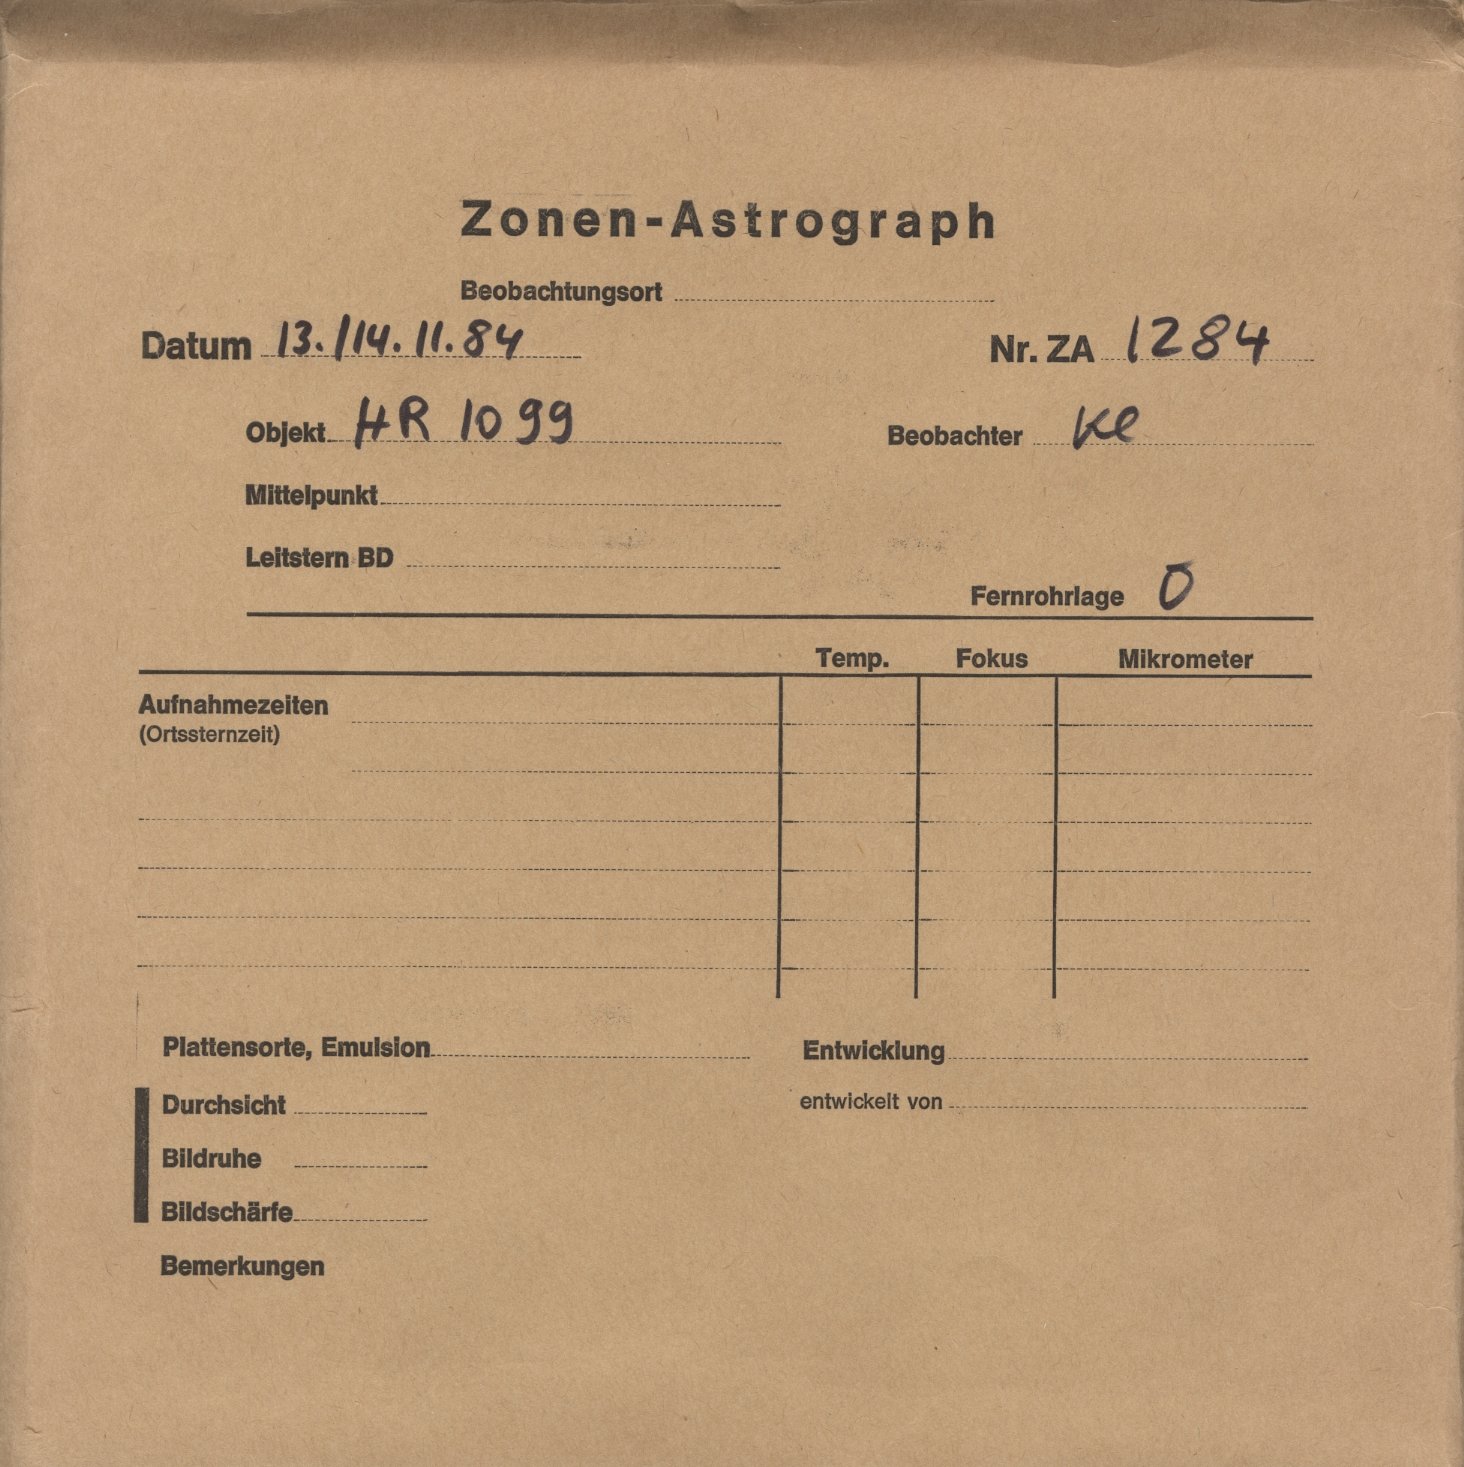 Zonen-Astrograph
Beobachtungsort
Datum 13./14.11.84 Nr. ZA 1284
Objekt HR 1099 Beobachter Kl
Mittelpunkt
Leitstern BD
Fernrohrlage O
Temp. Fokus Mikrometer
Aufnahmezeiten
(Ortssternzeit)
Plattensorte, Emulsion Entwicklung
Durchsicht entwickelt von
Bildruhe
Bildschärfe
Bemerkungen